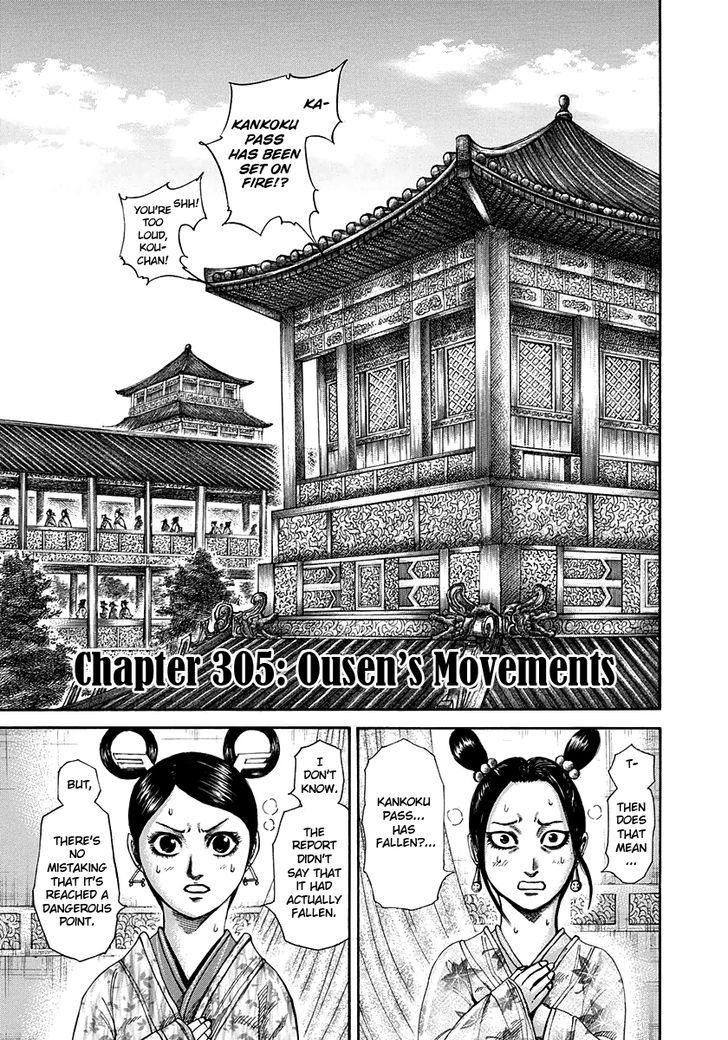 KA-
KANKOKU
PASS
HAS BEEN
SET ON
FIRE!?
SHH!
YOU'RE
TOO
LOUD,
KOU-
CHAN!
Chapter 305: Ousen's Movements
T-
THEN
DOES
THAT
MEAN
...
KANKOKU
PASS...
HAS
FALLEN?...
I
DON'T
KNOW.
THE
REPORT
DIDN'T
SAY THAT
IT HAD
ACTUALLY
FALLEN.
BUT,
THERE'S
NO
MISTAKING
THAT IT'S
REACHED A
DANGEROUS
POINT.